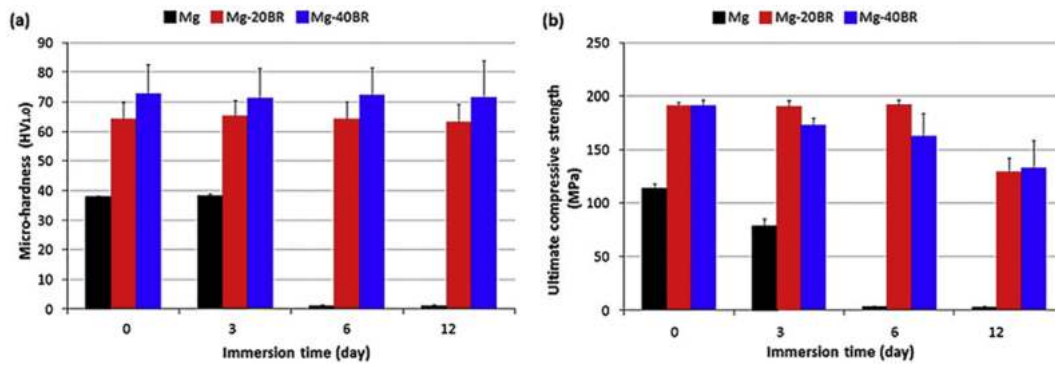 (a)
Mg Mg-20BR Mg-40BR
90
80
70
60
50
40
30
20
10
0
Micro-hardness (HV1.0)
0 3 6 12
Immersion time (day)
(b)
Mg Mg-20BR Mg-40BR
250
200
150
100
50
0
Ultimate compressive strength
(MPa)
0 3 6 12
Immersion time (day)